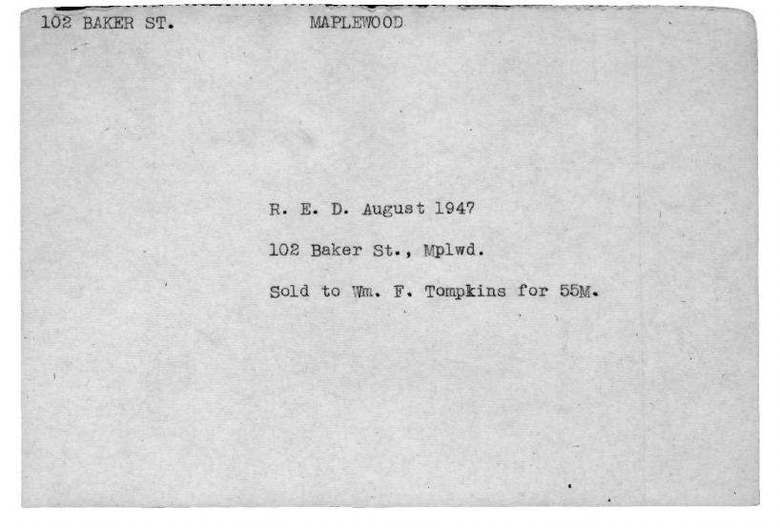 102 BAKER ST. MAPLEWOOD
R. E. D. August 1947
102 Baker St., Mplwd.
Sold to Wm. F. Tompkins for 55M.